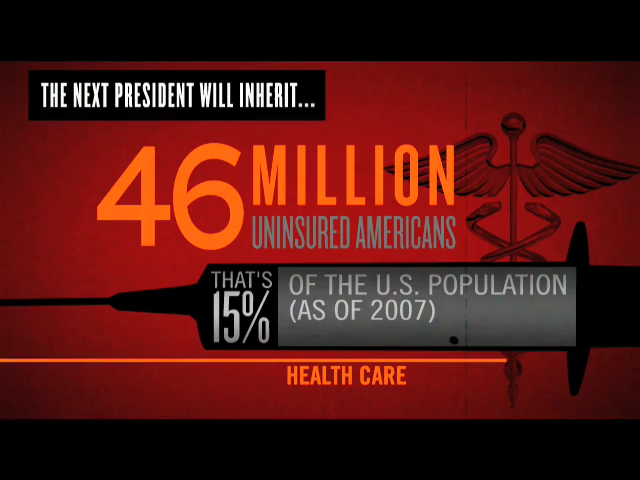 THE NEXT PRESIDENT WILL INHERIT...
46 MILLION
UNINSURED AMERICANS
THAT'S
15%
OF THE U.S. POPULATION
(AS OF 2007)
HEALTH CARE